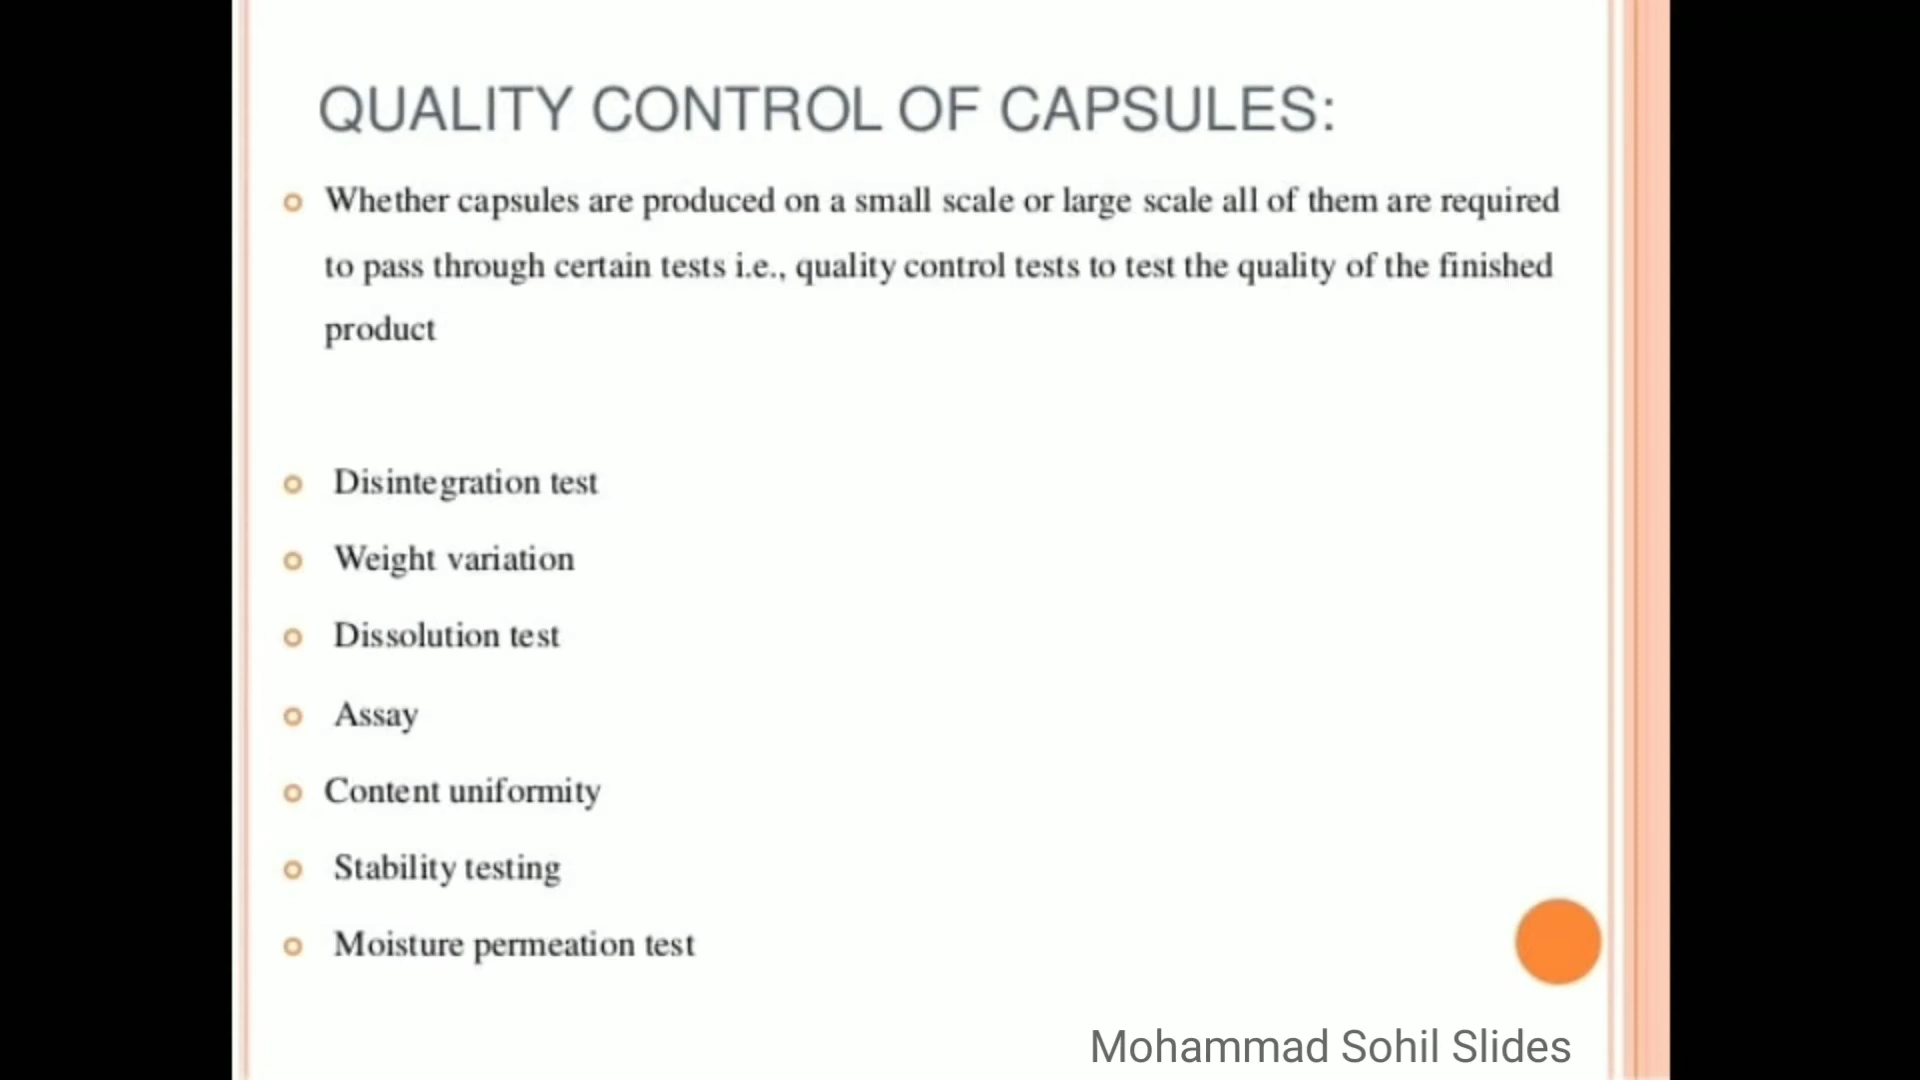 QUALITY CONTROL OF CAPSULES:
Whether capsules are produced on a small scale or large scale all of them are required
to pass through certain tests i.e., quality control tests to test the quality of the finished
product
Disintegration test
Weight variation
Dissolution test
Assay
Content uniformity
Stability testing
Moisture permeation test
Mohammad Sohil Slides